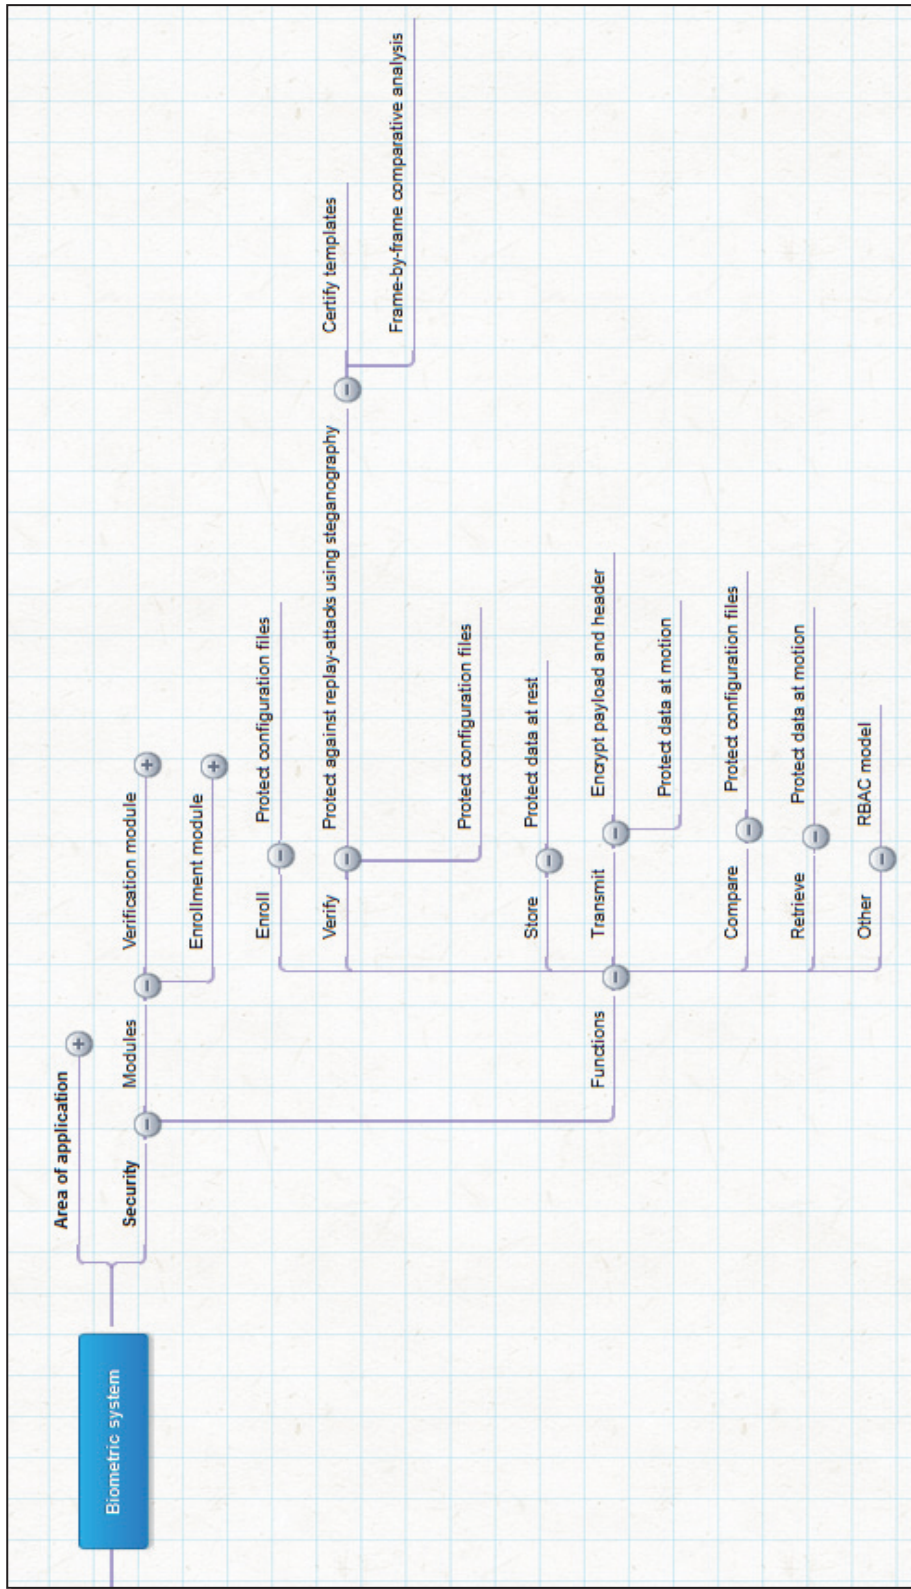 Biometric system
Area of application
Security
Modules
Verification module
Enrollment module
Functions
Enroll
Protect configuration files
Verify
Protect against replay-attacks using steganography
Certify templates
Frame-by-frame comparative analysis
Protect configuration files
Store
Protect data at rest
Transmit
Encrypt payload and header
Protect data at motion
Compare
Protect configuration files
Retrieve
Protect data at motion
Other
RBAC model